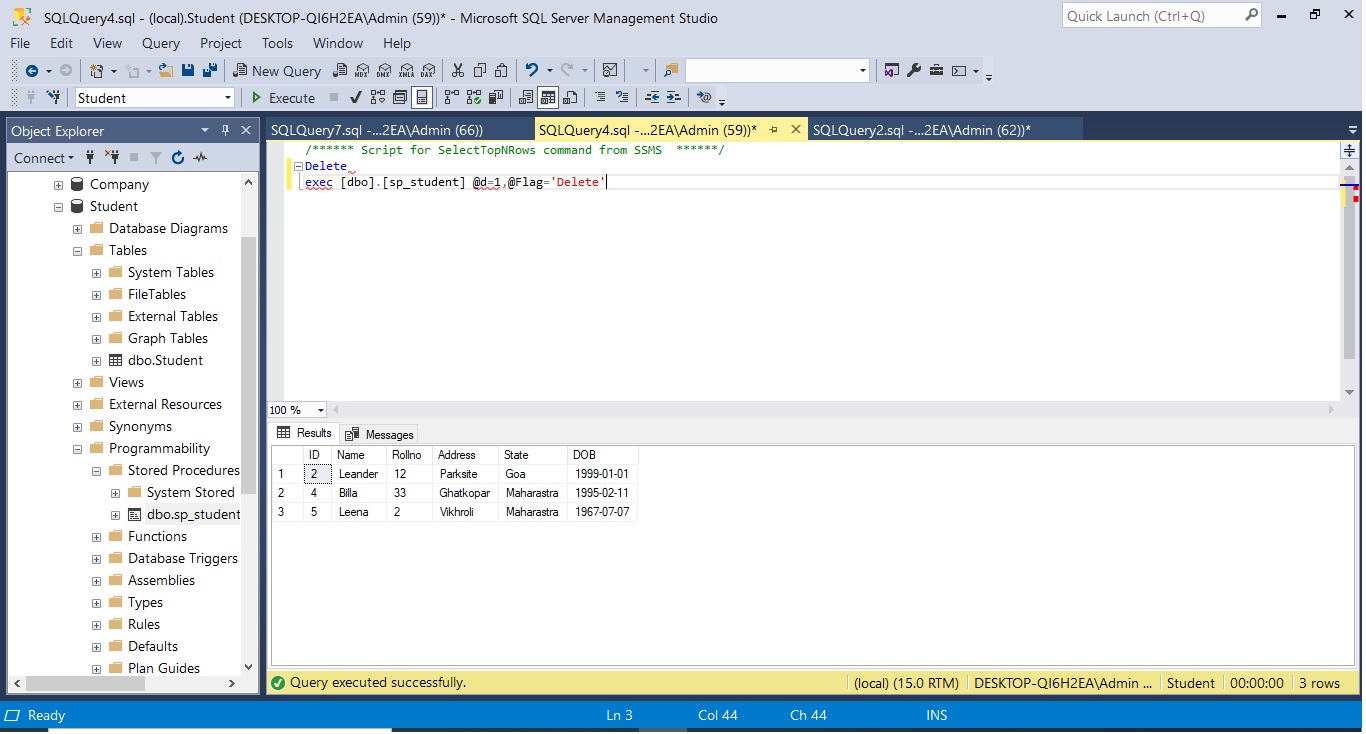 SQLQuery4.sql - (local).Student (DESKTOP-QI6H2EA\Admin (59))* - Microsoft SQL Server Management Studio
Quick Launch (Ctrl+Q)
File Edit View Query Project Tools Window Help
New Query MDX DMX XMLA DAX
Student Execute
Object Explorer
SQLQuery7.sql -...2EA\Admin (66)) SQLQuery4.sql -...2EA\Admin (59))* SQLQuery2.sql -...2EA\Admin (62))*
Connect
Company
Student
Database Diagrams
Tables
System Tables
FileTables
External Tables
Graph Tables
dbo.Student
Views
External Resources
Synonyms
Programmability
Stored Procedures
System Stored
dbo.sp_student
Functions
Database Triggers
Assemblies
Types
Rules
Defaults
Plan Guides
/****** Script for SelectTopNRows command from SSMS ******/
Delete
exec [dbo].[sp_student] @d=1,@Flag='Delete'
100 %
Results Messages
ID Name Rollno Address State DOB
1 2 Leander 12 Parksite Goa 1999-01-01
2 4 Billa 33 Ghatkopar Maharastra 1995-02-11
3 5 Leena 2 Vikhroli Maharastra 1967-07-07
Query executed successfully. (local) (15.0 RTM) DESKTOP-QI6H2EA\Admin ... Student 00:00:00 3 rows
Ready Ln 3 Col 44 Ch 44 INS